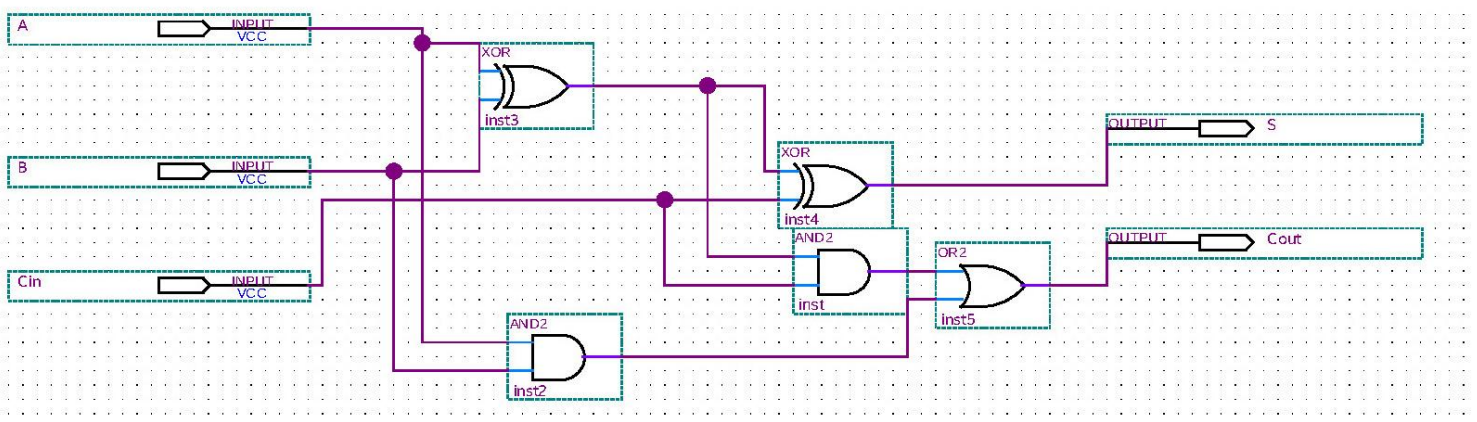 A
INPUT
VCC
XOR
inst3
OUTPUT
S
B
INPUT
VCC
XOR
inst4
AND2
inst
OUTPUT
Cout
Cin
INPUT
VCC
OR2
inst5
AND2
inst2